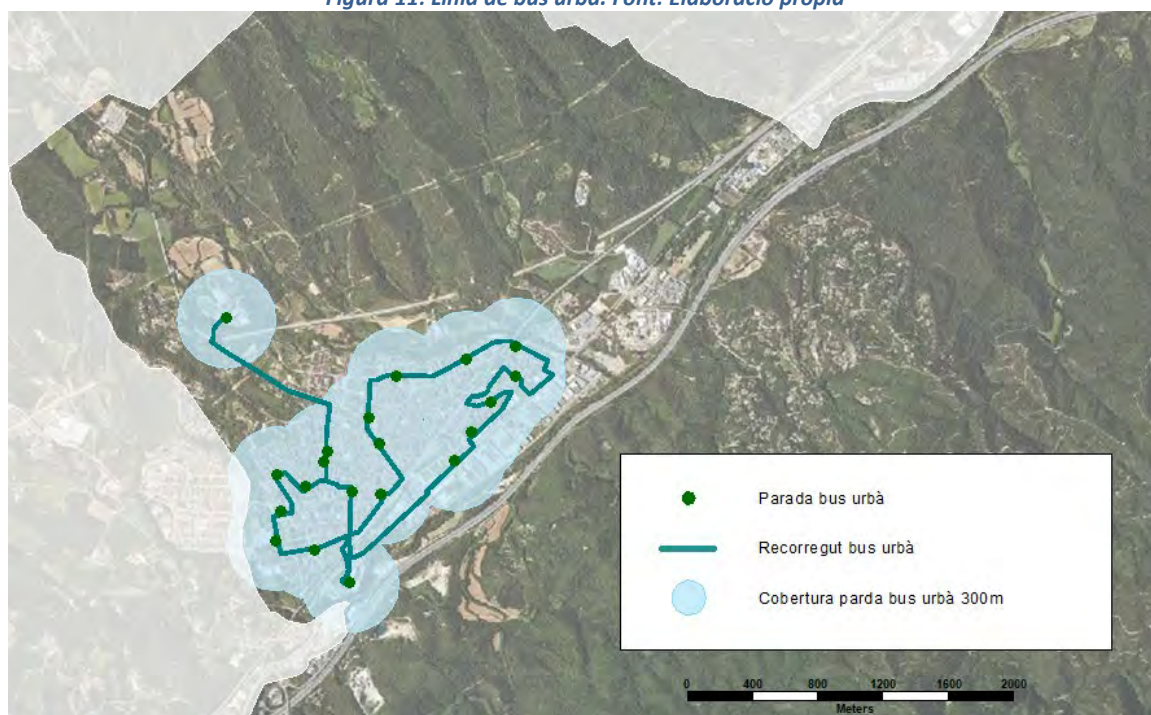 Figura 11. Línia de bus urbà. Font: Elaboració pròpia
Parada bus urbà
Recorregut bus urbà
Cobertura parda bus urbà 300m
0 400 800 1200 1600 2000
Meters